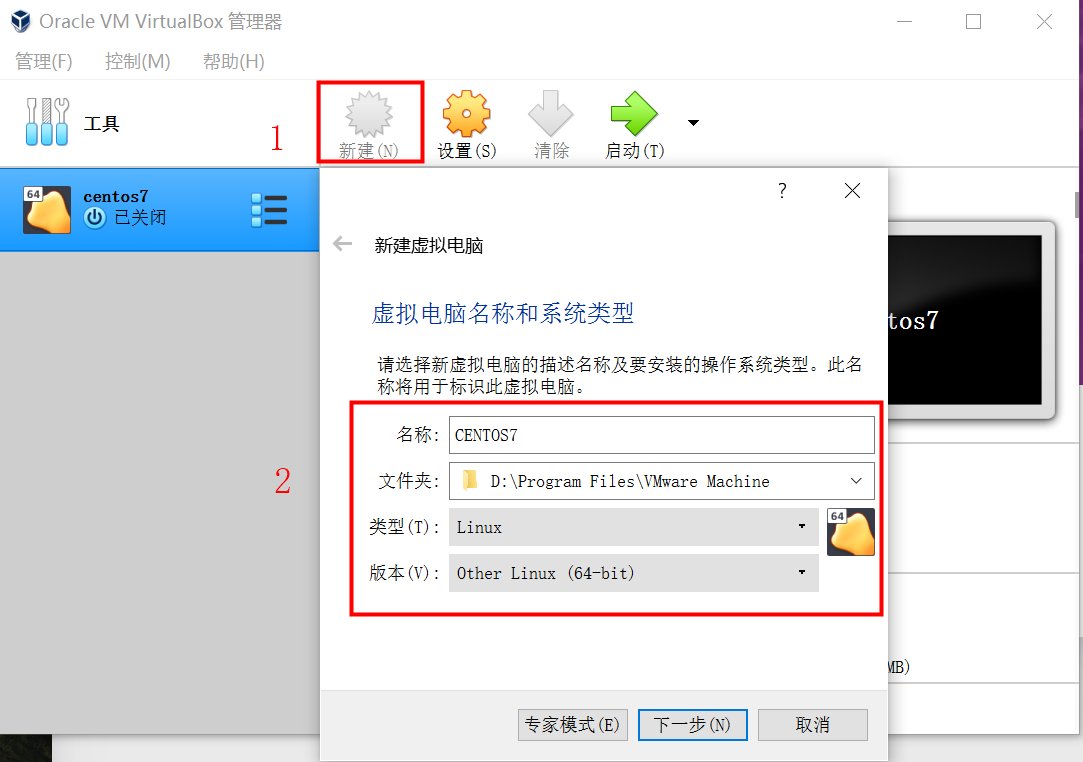 Oracle VM VirtualBox 管理器
管理(F) 控制(M) 帮助(H)
工具
1
新建(N) 设置(S) 清除 启动(T)
64
centos7
已关闭
?
新建虚拟电脑
虚拟电脑名称和系统类型
tos7
请选择新虚拟电脑的描述名称及要安装的操作系统类型。此名
称将用于标识此虚拟电脑。
名称: CENTOS7
2
文件夹: D:\Program Files\VMware Machine
类型(T): Linux
64
版本(V): Other Linux (64-bit)
MB)
专家模式(E) 下一步(N) 取消